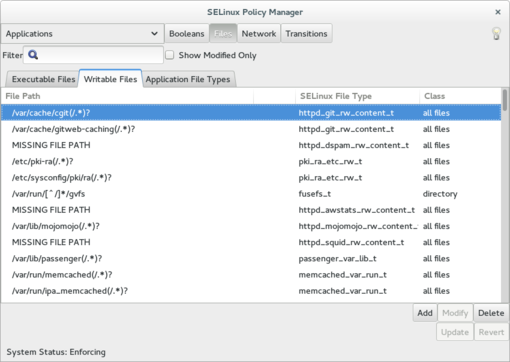 SELinux Policy Manager ×
Applications Booleans Files Network Transitions
Filter Show Modified Only
Executable Files Writable Files Application File Types
File Path SELinux File Type Class
/var/cache/cgit(/.*)? httpd_git_rw_content_t all files
/var/cache/gitweb-caching(/.*)? httpd_git_rw_content_t all files
MISSING FILE PATH httpd_dspam_rw_content_t all files
/etc/pki-ra(/.*)? pki_ra_etc_rw_t all files
/etc/sysconfig/pki/ra(/.*)? pki_ra_etc_rw_t all files
/var/run/[^/]*/gvfs fusefs_t directory
MISSING FILE PATH httpd_awstats_rw_content_t all files
/var/lib/mojomojo(/.*)? httpd_mojomojo_rw_content_ all files
MISSING FILE PATH httpd_squid_rw_content_t all files
/var/lib/passenger(/.*)? passenger_var_lib_t all files
/var/run/memcached(/.*)? memcached_var_run_t all files
/var/run/ipa_memcached(/.*)? memcached_var_run_t all files
Add Modify Delete
Update Revert
System Status: Enforcing